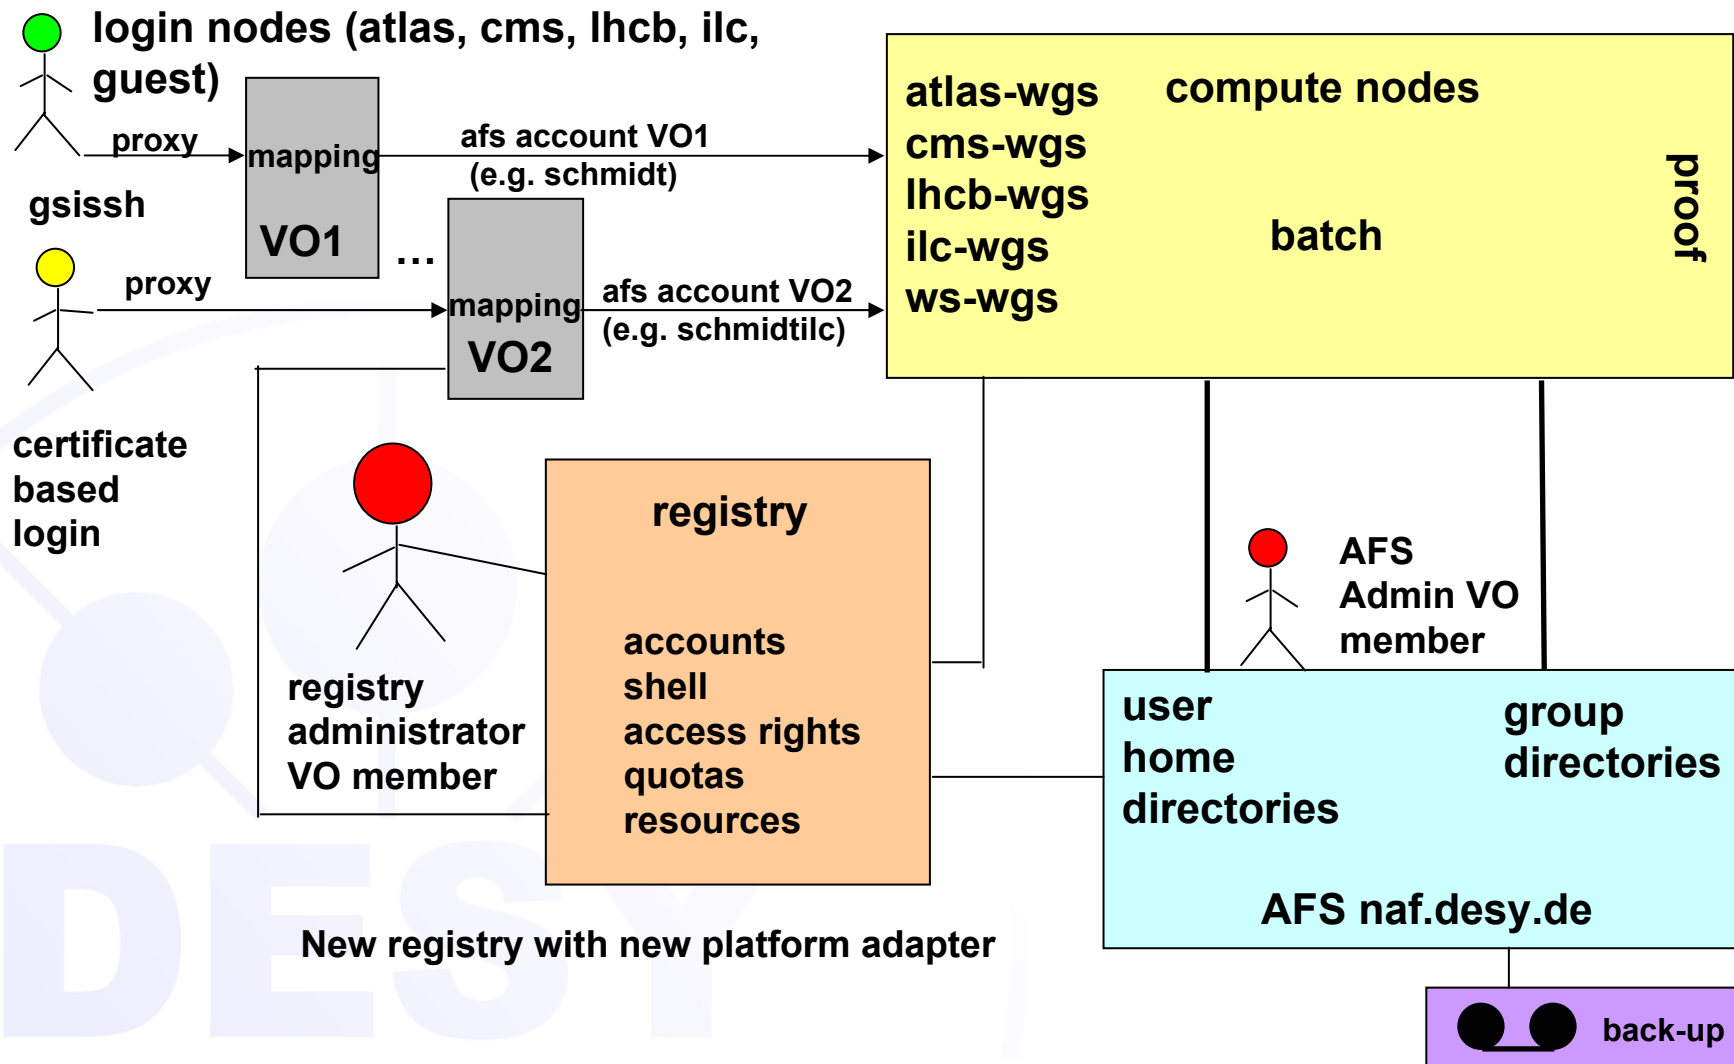 login nodes (atlas, cms, lhcb, ilc,
guest)
proxy
mapping
VO1
afs account VO1
(e.g. schmidt)
gsissh
...
proxy
mapping
VO2
afs account VO2
(e.g. schmidtilc)
atlas-wgs
cms-wgs
lhcb-wgs
ilc-wgs
ws-wgs
compute nodes
batch
proof
certificate
based
login
registry
administrator
VO member
registry
accounts
shell
access rights
quotas
resources
AFS
Admin VO
member
user
home
directories
group
directories
AFS naf.desy.de
New registry with new platform adapter
back-up
DESY